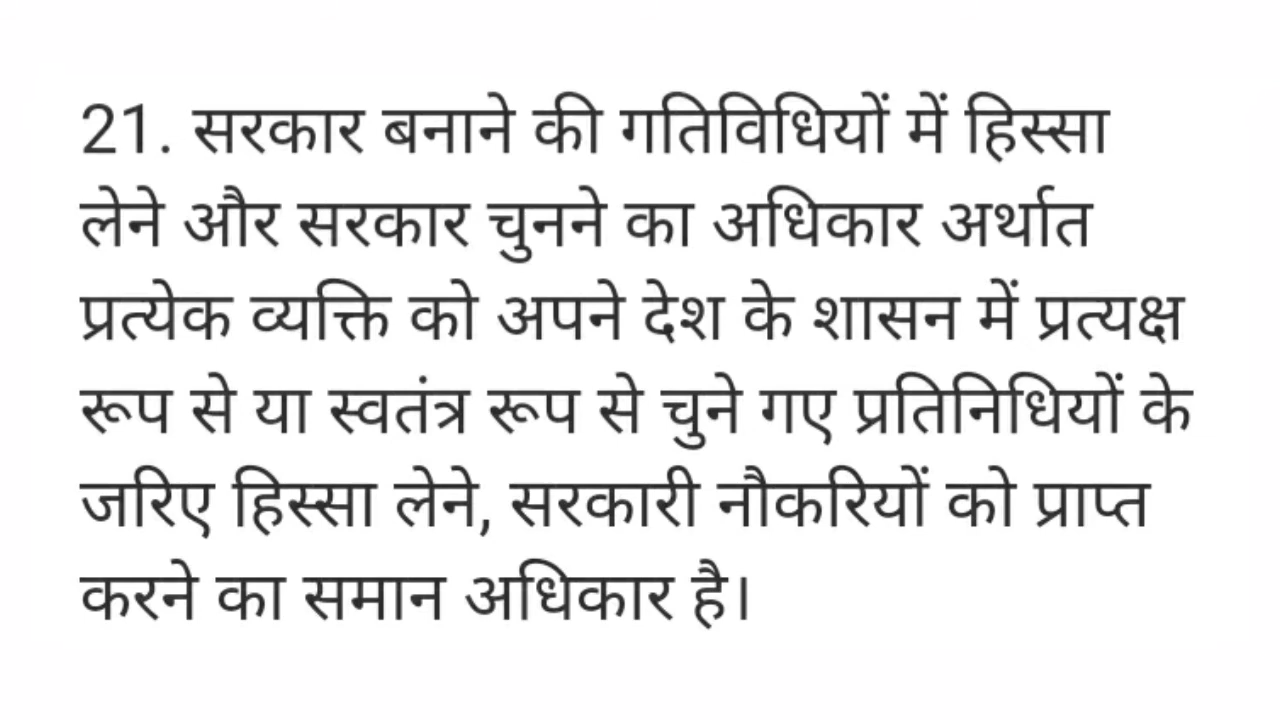 21. सरकार बनाने की गतिविधियों में हिस्सा
लेने और सरकार चुनने का अधिकार अर्थात
प्रत्येक व्यक्ति को अपने देश के शासन में प्रत्यक्ष
रूप से या स्वतंत्र रूप से चुने गए प्रतिनिधियों के
जरिए हिस्सा लेने, सरकारी नौकरियों को प्राप्त
करने का समान अधिकार है।